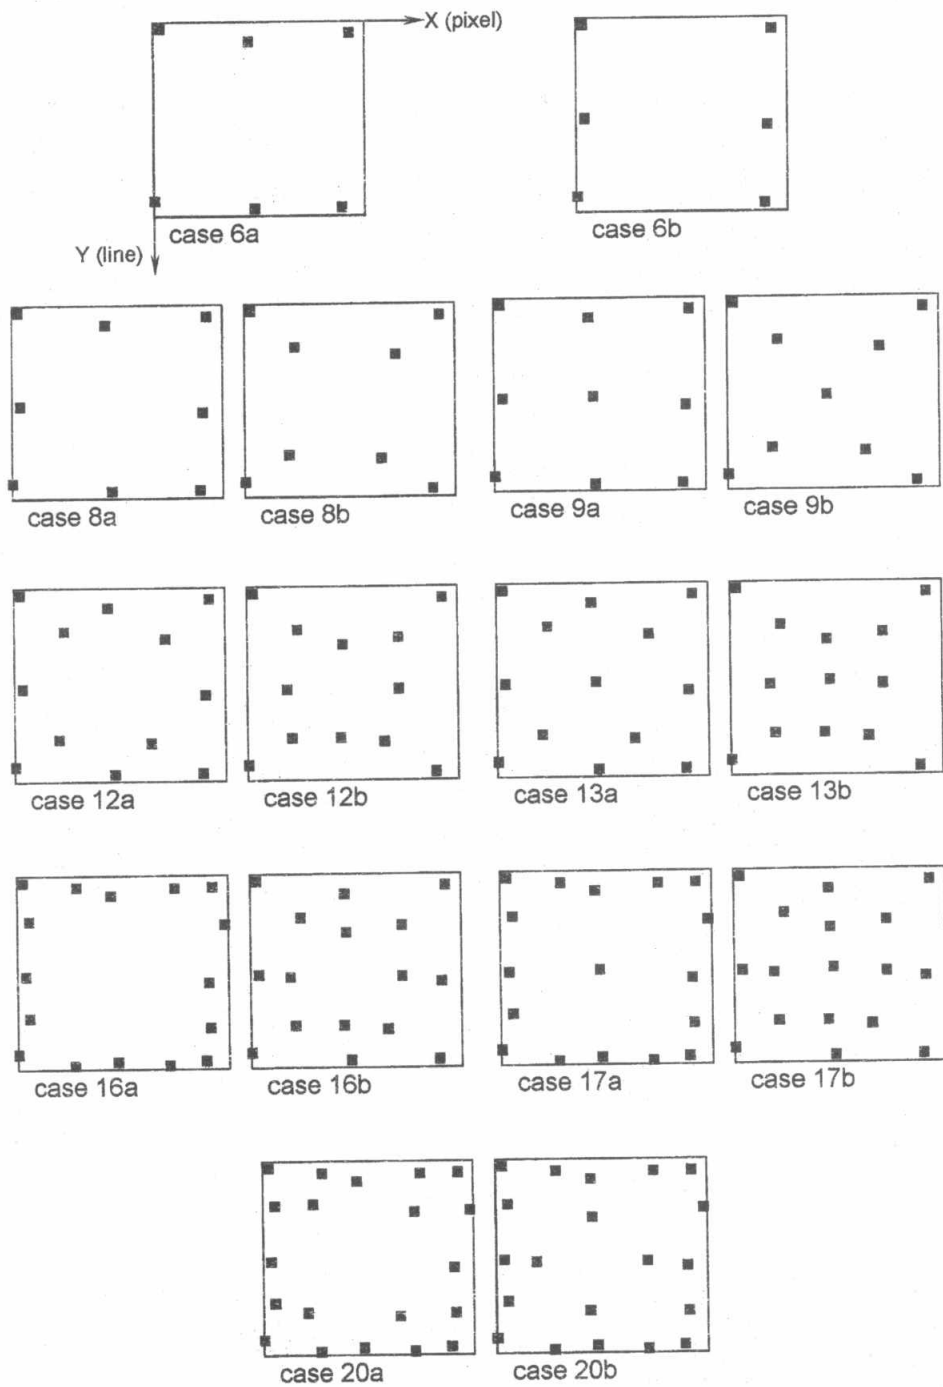 X (pixel)
case 6a
case 6b
Y (line)
case 8a
case 8b
case 9a
case 9b
case 12a
case 12b
case 13a
case 13b
case 16a
case 16b
case 17a
case 17b
case 20a
case 20b